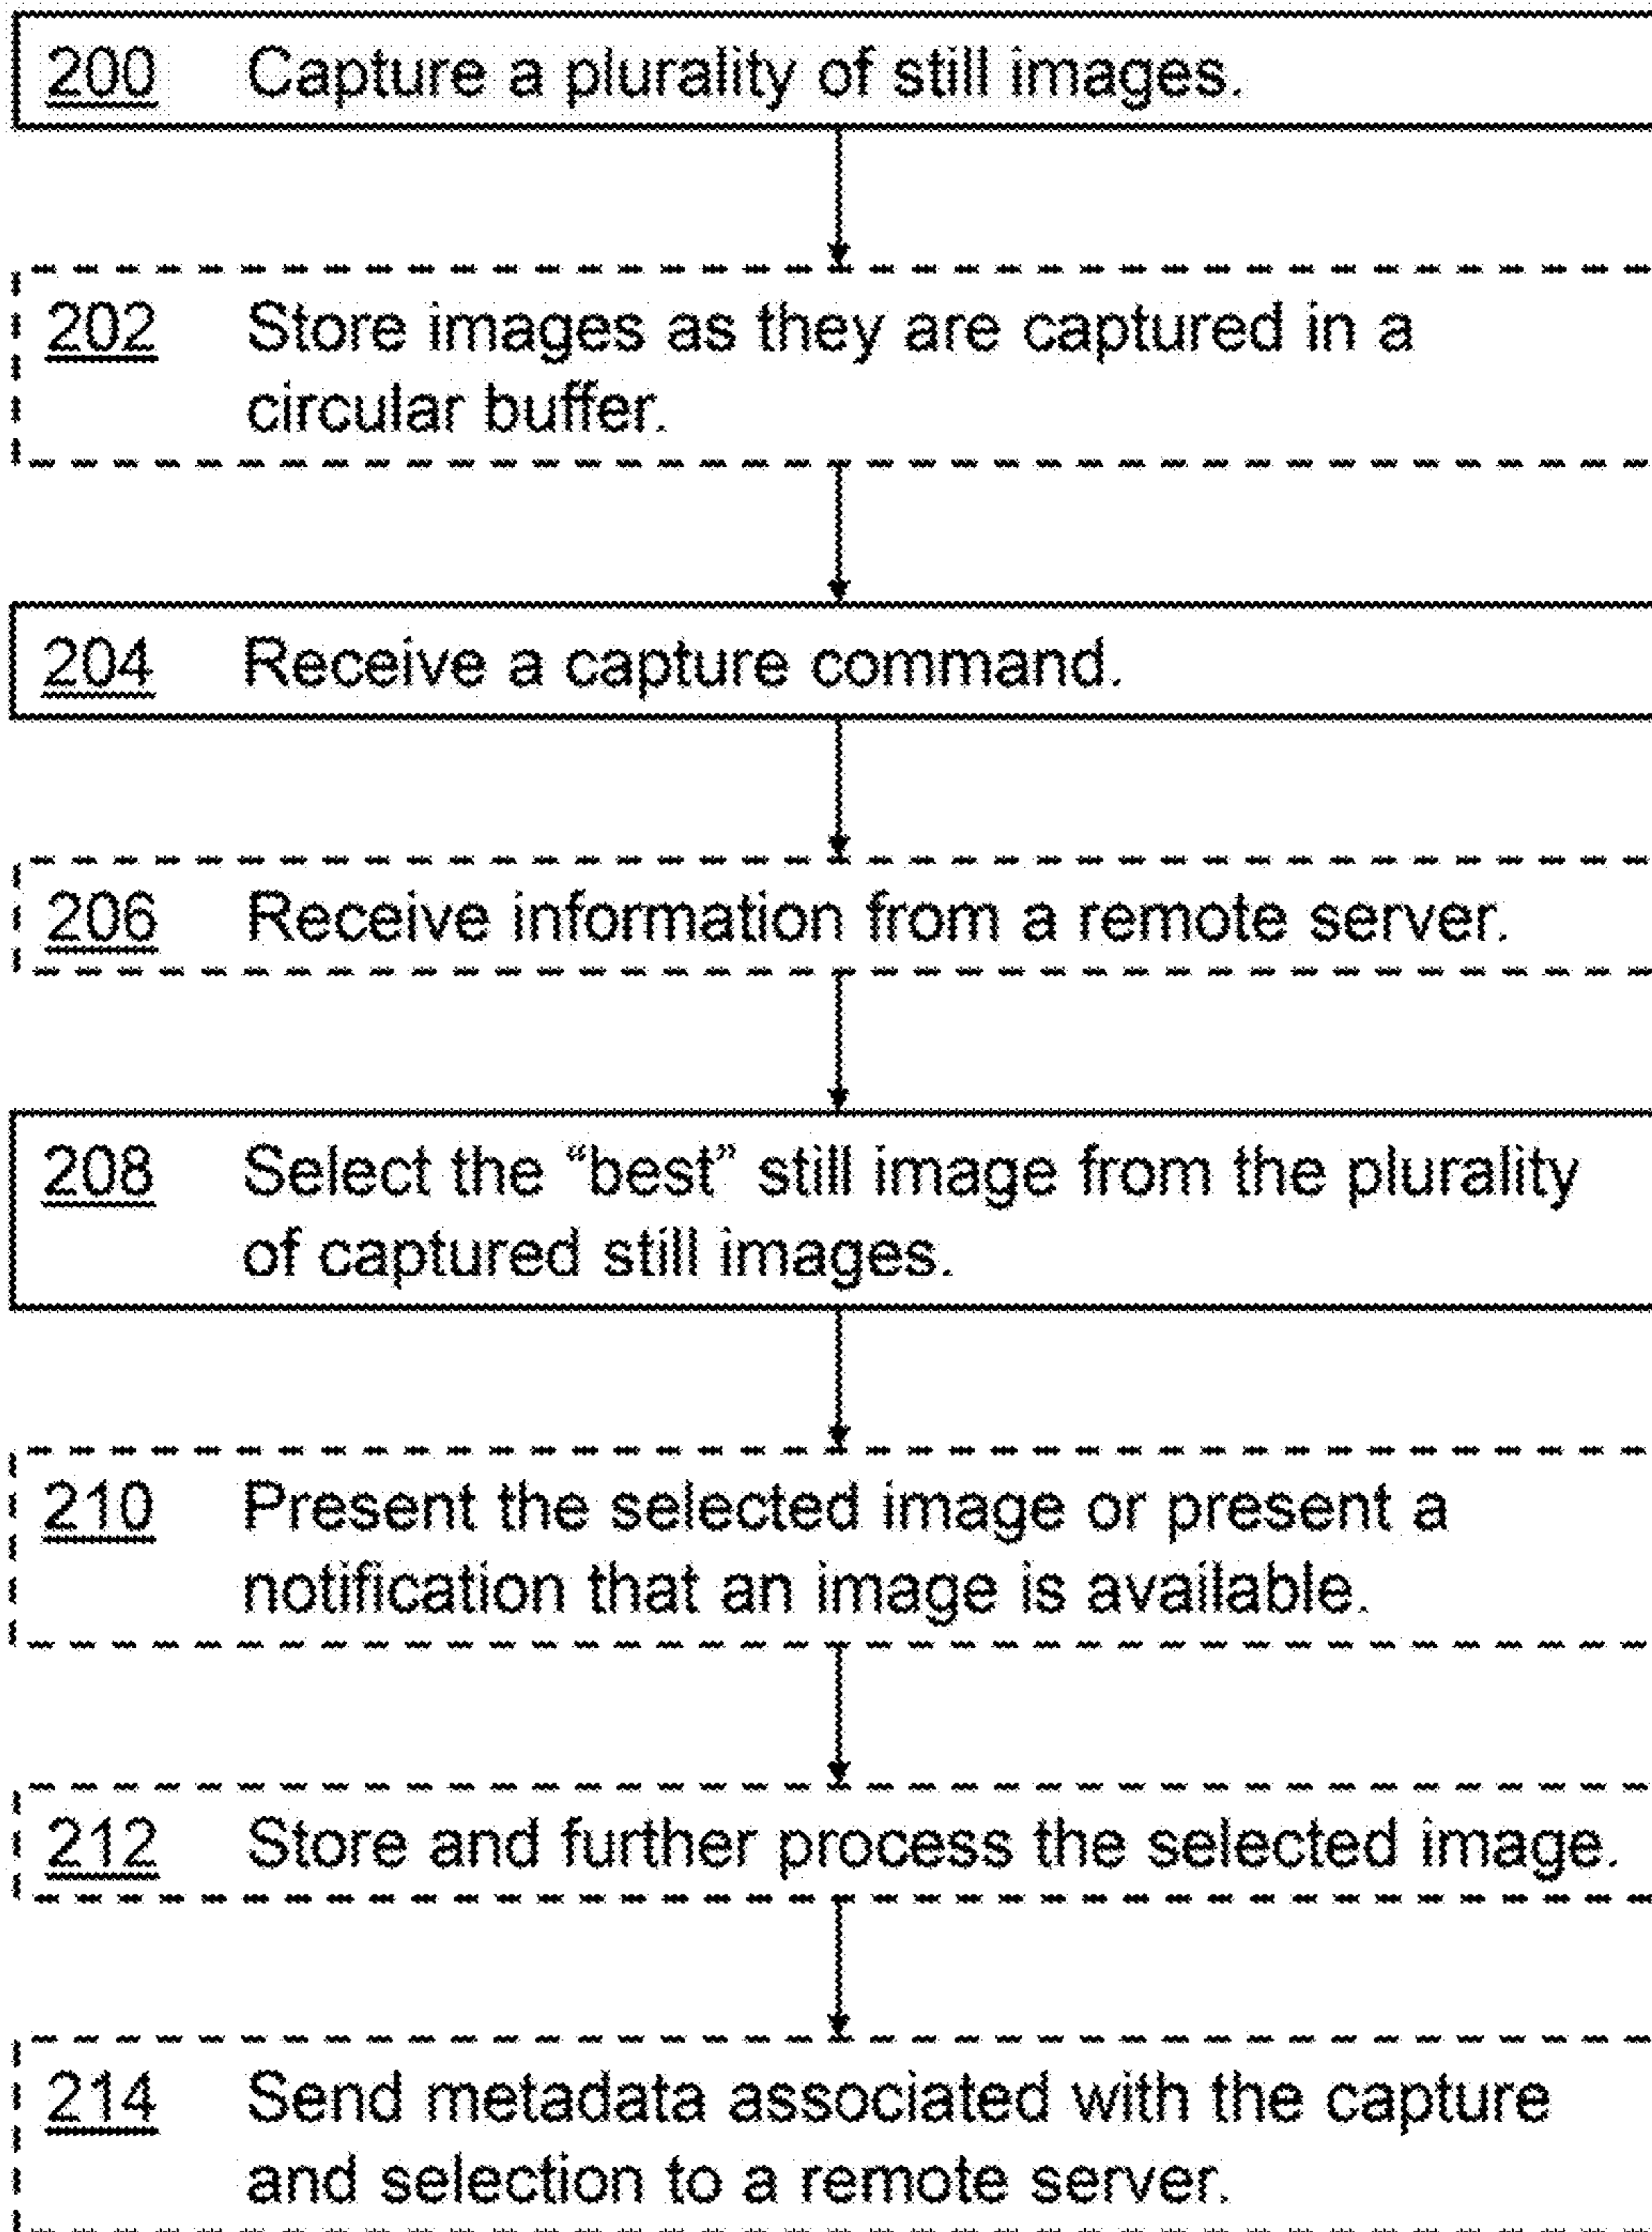 200 Capture a plurality of still images.
202 Store images as they are captured in a
circular buffer.
204 Receive a capture command.
206 Receive information from a remote server.
208 Select the “best” still image from the plurality
of captured still images.
210 Present the selected image or present a
notification that an image is available.
212 Store and further process the selected image.
214 Send metadata associated with the capture
and selection to a remote server.